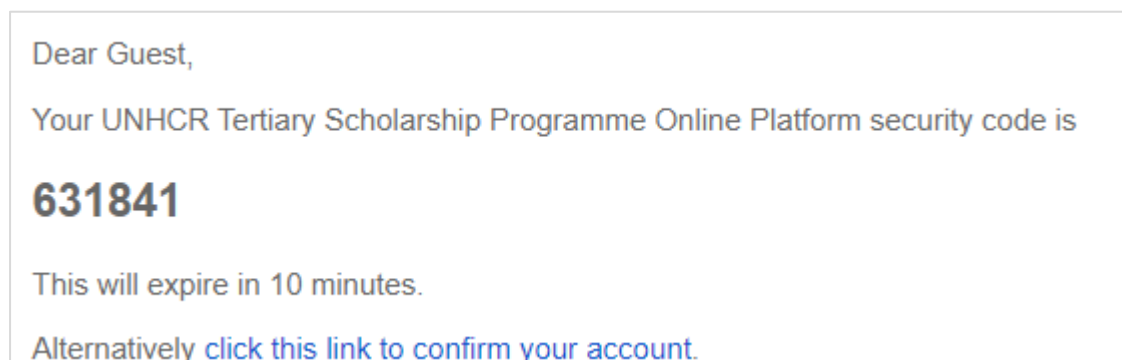 Dear Guest,
Your UNHCR Tertiary Scholarship Programme Online Platform security code is
631841
This will expire in 10 minutes.
Alternatively click this link to confirm your account.